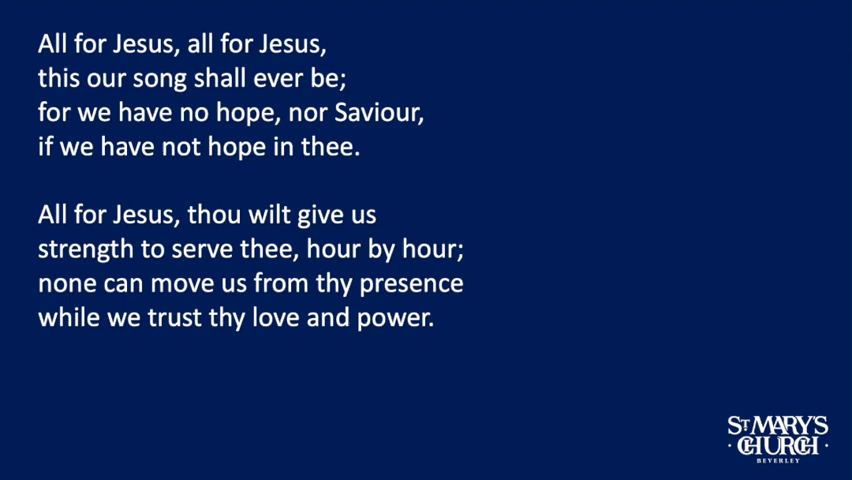 All for Jesus, all for Jesus,
this our song shall ever be;
for we have no hope, nor Saviour,
if we have not hope in thee.
All for Jesus, thou wilt give us
strength to serve thee, hour by hour;
none can move us from thy presence
while we trust thy love and power.
ST MARY'S
· CHURCH ·
BEVERLEY